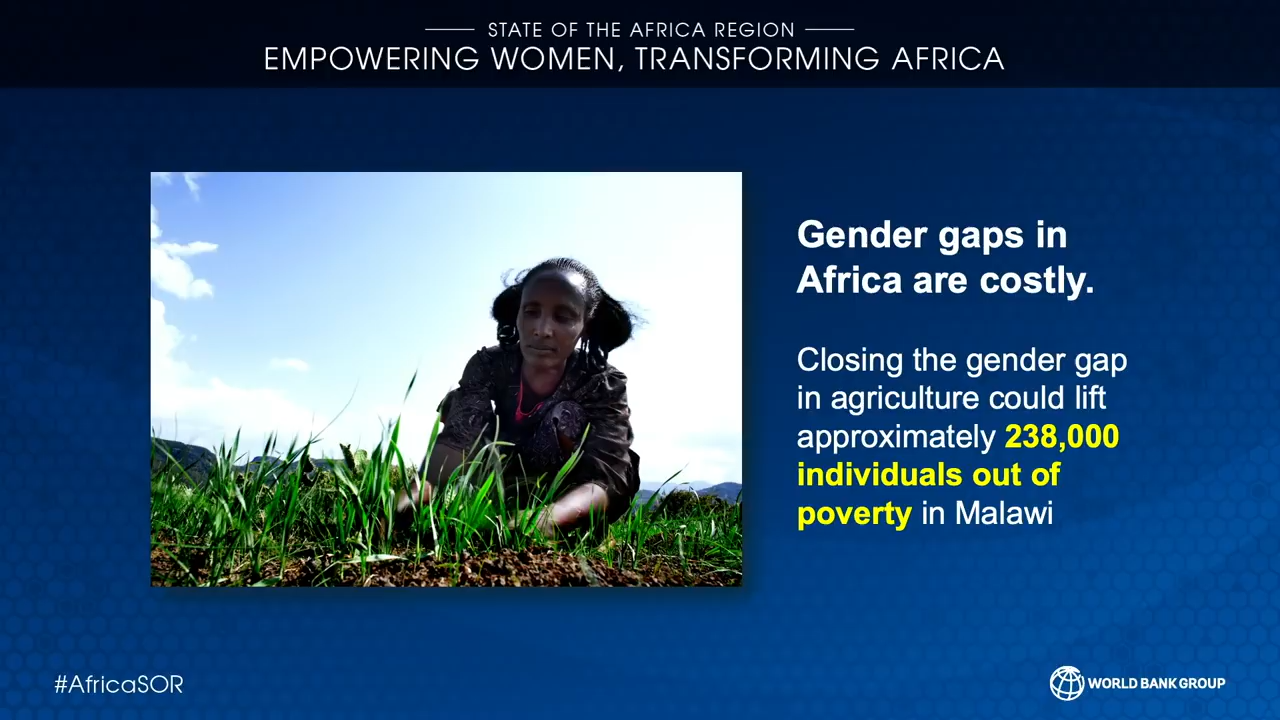 STATE OF THE AFRICA REGION
EMPOWERING WOMEN, TRANSFORMING AFRICA
Gender gaps in
Africa are costly.
Closing the gender gap
in agriculture could lift
approximately 238,000
individuals out of
poverty in Malawi
#AfricaSOR
WORLD BANK GROUP